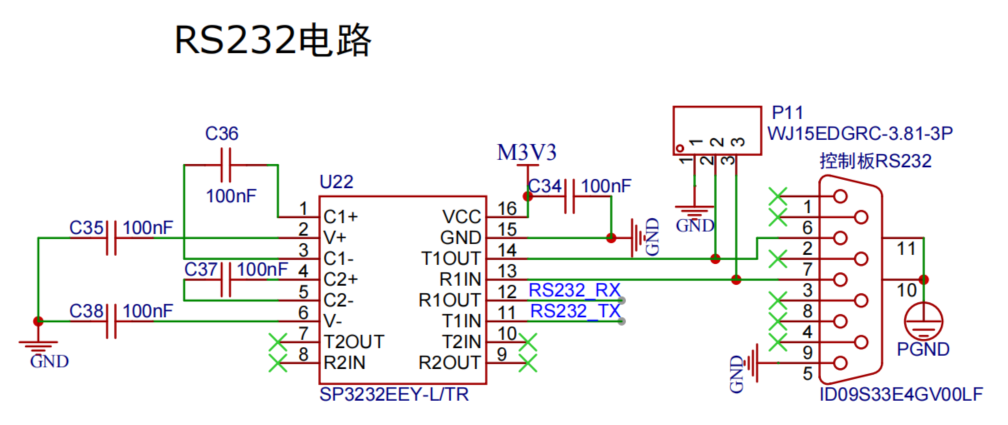 RS232电路
C36
100nF
C35 100nF
C37 100nF
C38 100nF
GND
U22
1 C1+
2 V+
3 C1-
4 C2+
5 C2-
6 V-
7 T2OUT
8 R2IN
VCC 16
GND 15
T1OUT 14
R1IN 13
R1OUT 12
T1IN 11
T2IN 10
R2OUT 9
SP3232EEY-L/TR
M3V3
C34 100nF
GND
RS232_RX
RS232_TX
P11
WJ15EDGRC-3.81-3P
1 2 3
1 2 3
GND
控制板RS232
1
6
2
7
3
8
4
9
5
11
10
GND
PGND
ID09S33E4GV00LF